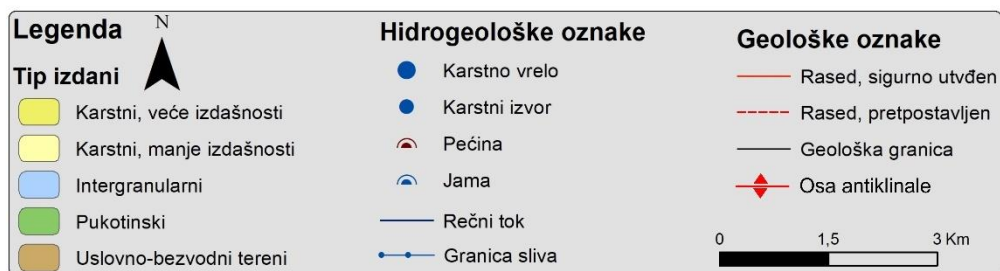 Legenda
N
Tip izdani
Karstni, veće izdašnosti
Karstni, manje izdašnosti
Intergranularni
Pukotinski
Uslovno-bezvodni tereni
Hidrogeološke oznake
Karstno vrelo
Karstni izvor
Pećina
Jama
Rečni tok
Granica sliva
Geološke oznake
Rased, sigurno utvđen
Rased, pretpostavljen
Geološka granica
Osa antiklinale
0 1,5 3 Km